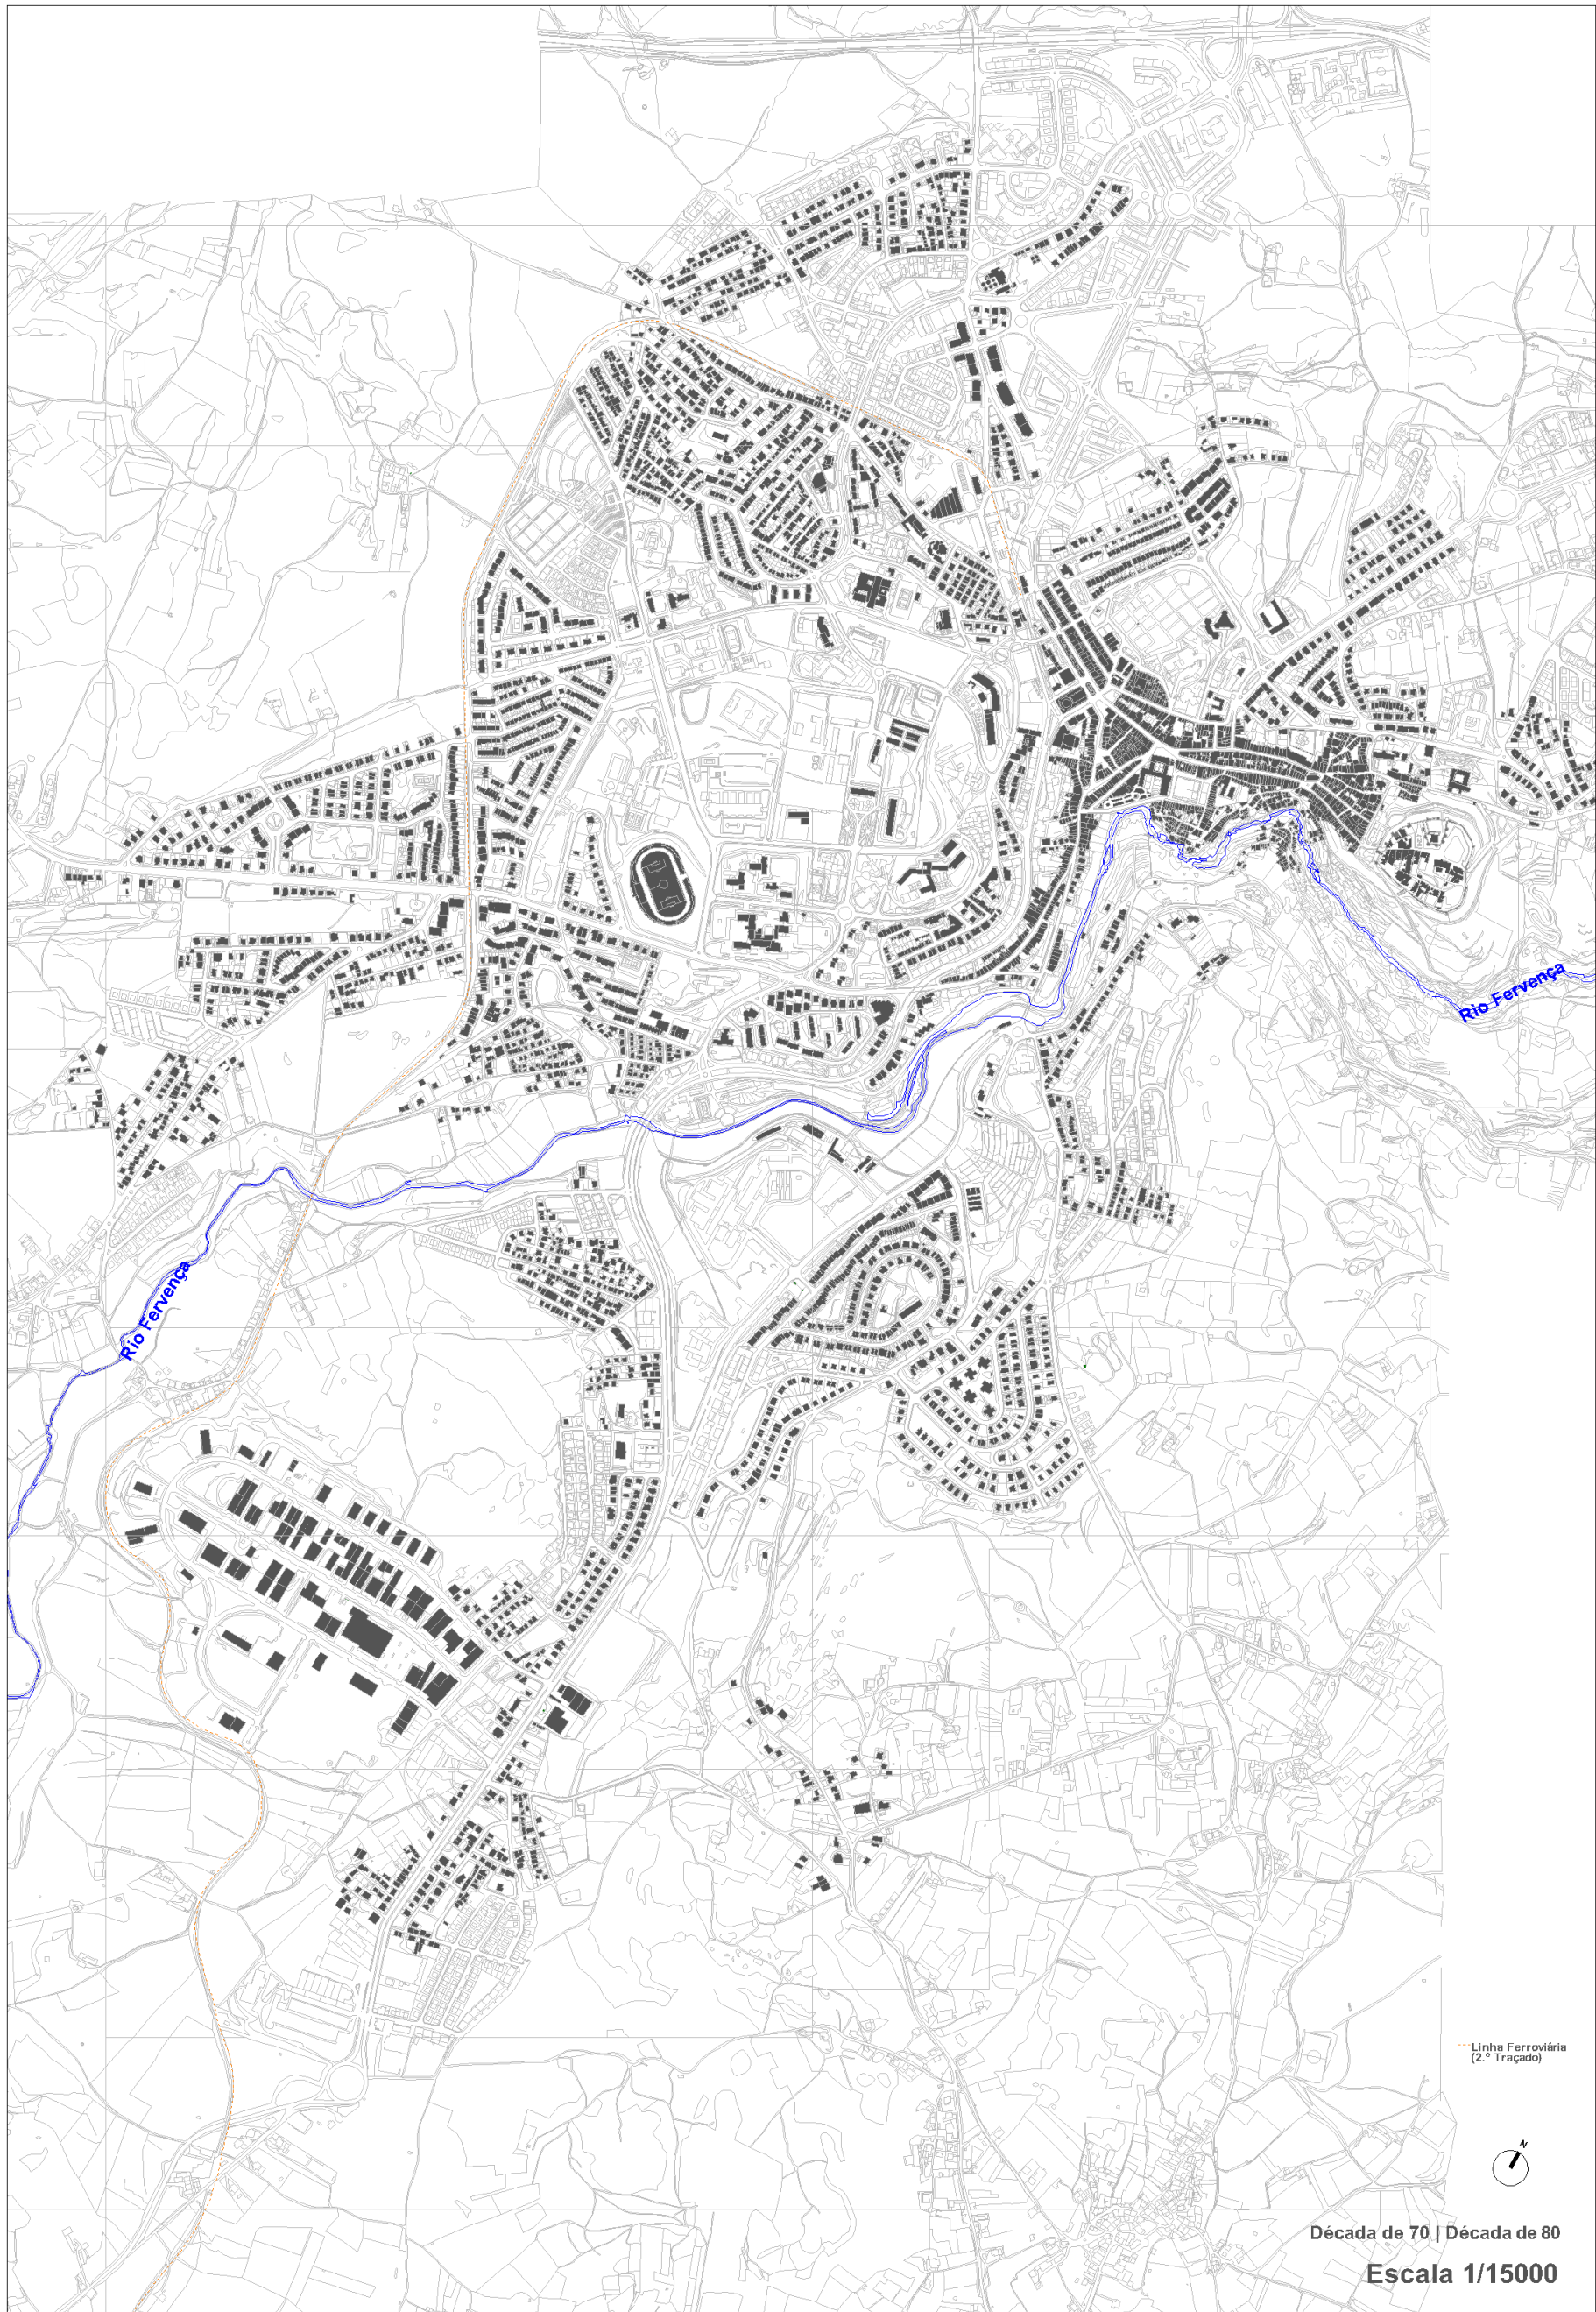 Rio Fervença
Rio Fervença
Linha Ferroviária
(2.º Traçado)
N
Década de 70 | Década de 80
Escala 1/15000